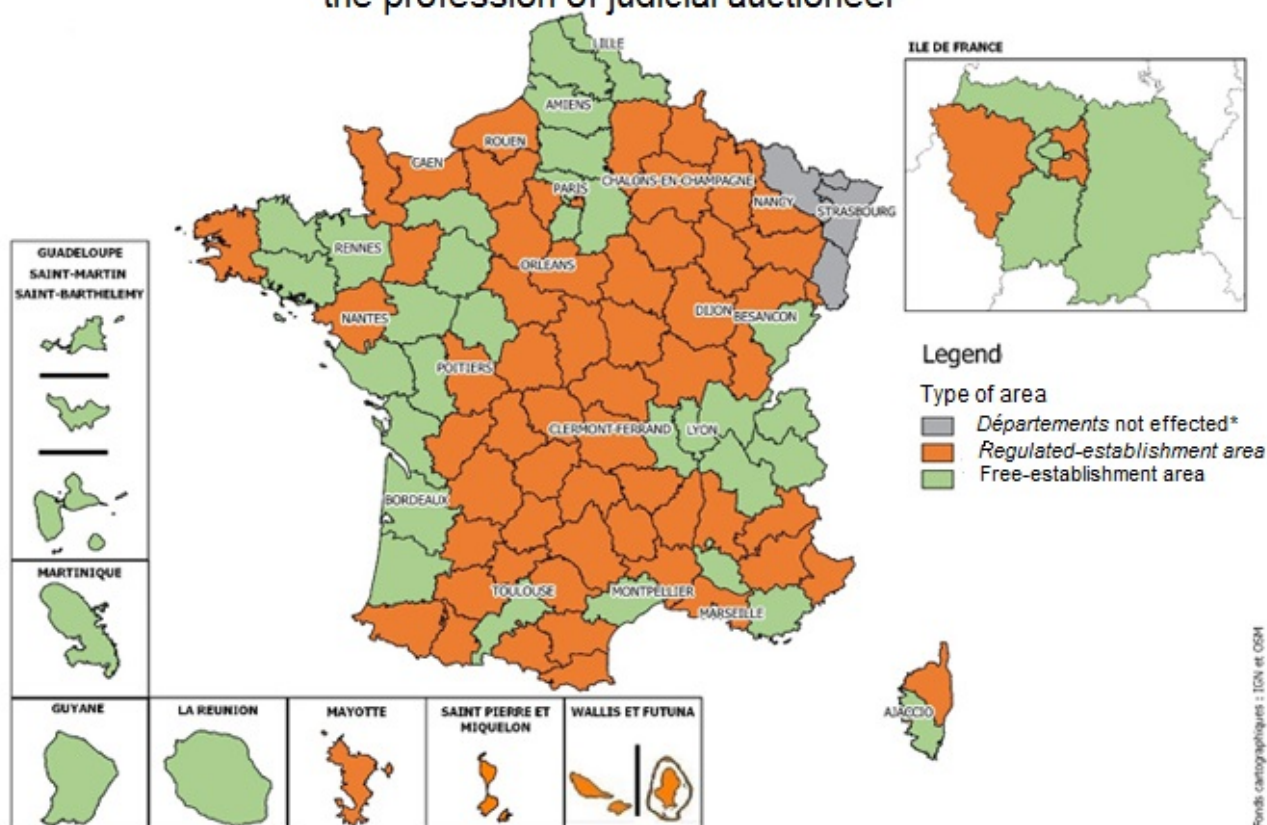 the profession of judicial auctioneer
LILLE
ILE DE FRANCE
AMIENS
ROUEN
CAEN
PARIS
CHALONS-EN-CHAMPAGNE
NANCY
STRASBOURG
RENNES
GUADELOUPE
SAINT-MARTIN
SAINT-BARTHELEMY
ORLEANS
NANTES
DIJON
BESANCON
Legend
POITIERS
Type of area
Départements not effected*
Regulated-establishment area
Free-establishment area
CLERMONT-FERRAND
LYON
BORDEAUX
MARTINIQUE
TOULOUSE
MONTPELLIER
MARSEILLE
AJACCIO
GUYANE
LA REUNION
MAYOTTE
SAINT PIERRE ET
MIQUELON
WALLIS ET FUTUNA
Fonds cartographiques : IGN et OSM